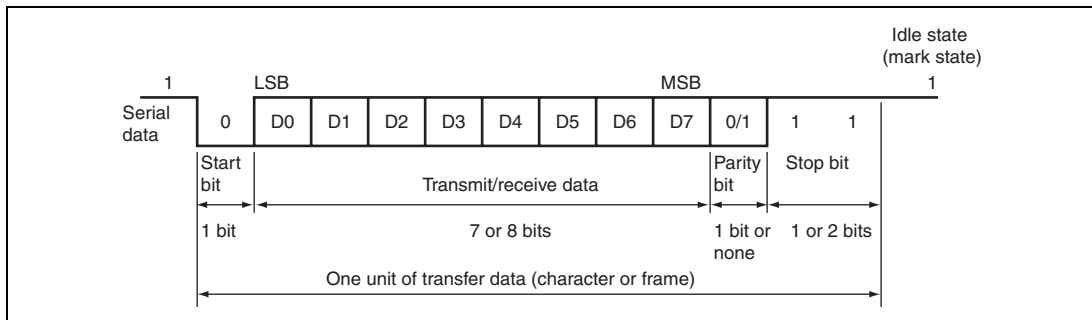 Idle state
(mark state)
1 LSB MSB 1
Serial
data
0 D0 D1 D2 D3 D4 D5 D6 D7 0/1 1 1
Start
bit
Transmit/receive data
Parity
bit
Stop bit
1 bit
7 or 8 bits
1 bit or
none
1 or 2 bits
One unit of transfer data (character or frame)